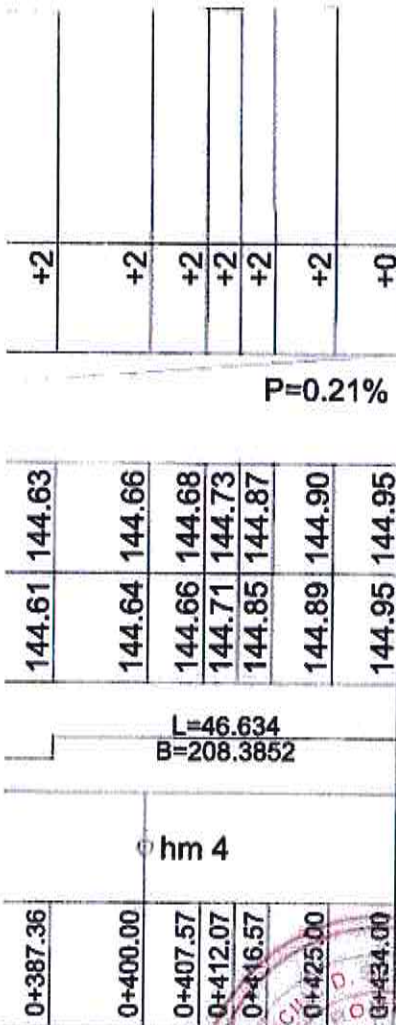 +2 +2 +2 +2 +2 +2 +0
P=0.21%
144.63 144.66 144.68 144.73 144.87 144.90 144.95
144.61 144.64 144.66 144.71 144.85 144.89 144.95
L=46.634
B=208.3852
hm 4
0+387.36 0+400.00 0+407.57 0+412.07 0+416.57 0+425.00 0+434.00